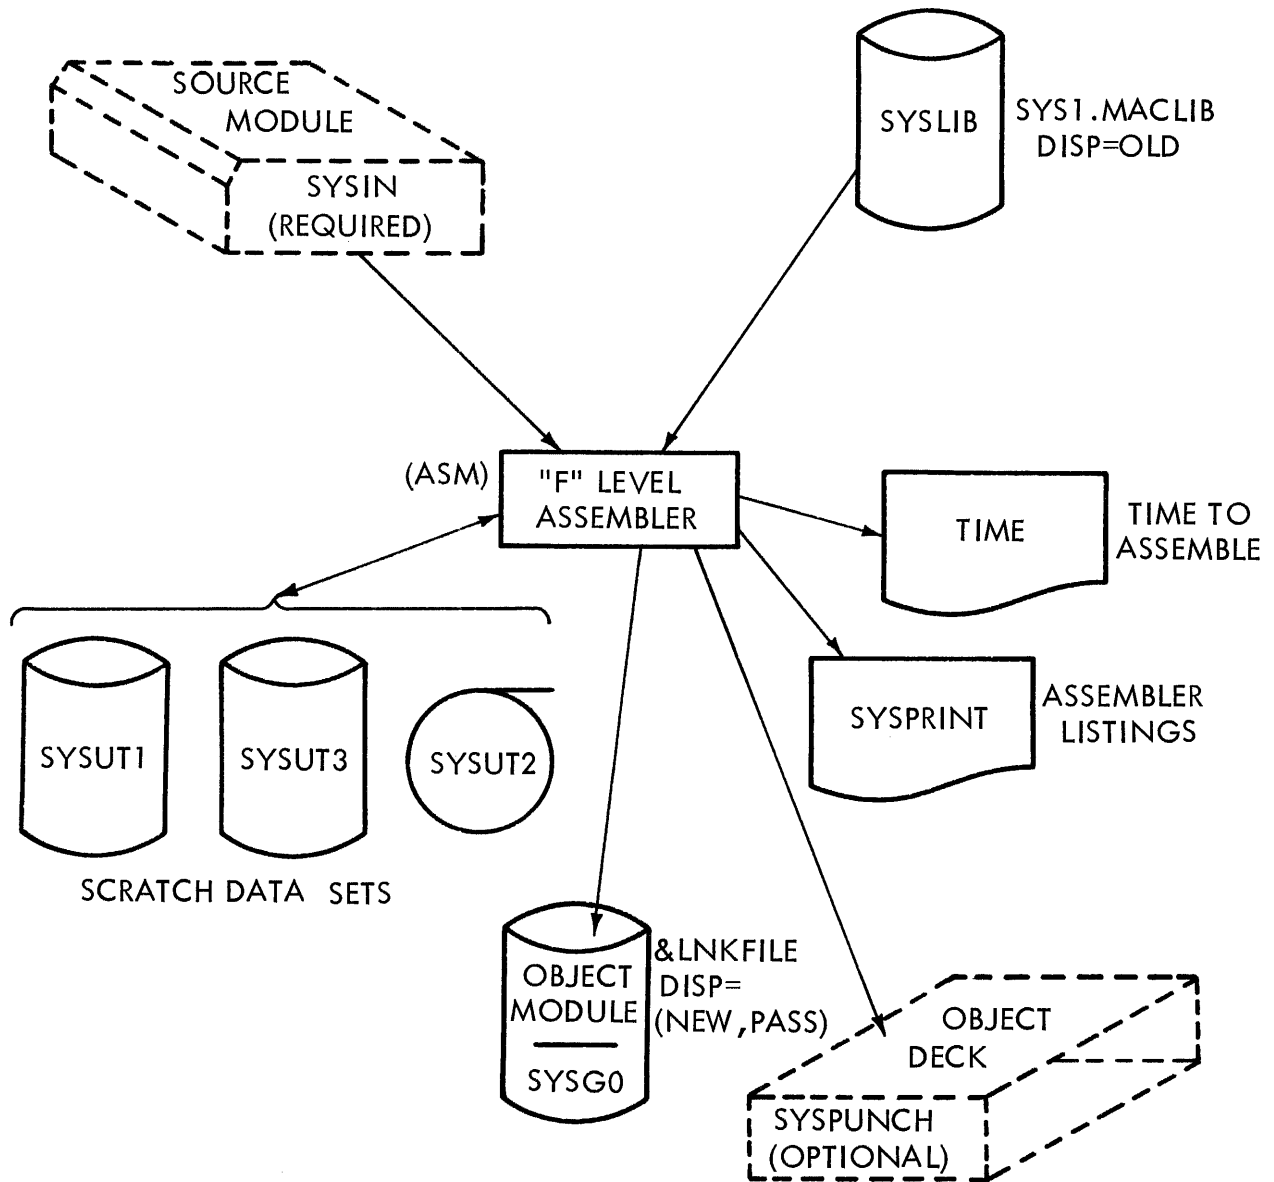 SOURCE
MODULE
SYSIN
(REQUIRED)
SYSLIB
SYS1.MACLIB
DISP=OLD
(ASM)
"F" LEVEL
ASSEMBLER
TIME
TIME TO
ASSEMBLE
SYSPRINT
ASSEMBLER
LISTINGS
SYSUT1
SYSUT3
SYSUT2
SCRATCH DATA SETS
OBJECT
MODULE
SYSGO
&LNKFILE
DISP=
(NEW,PASS)
OBJECT
DECK
SYSPUNCH
(OPTIONAL)